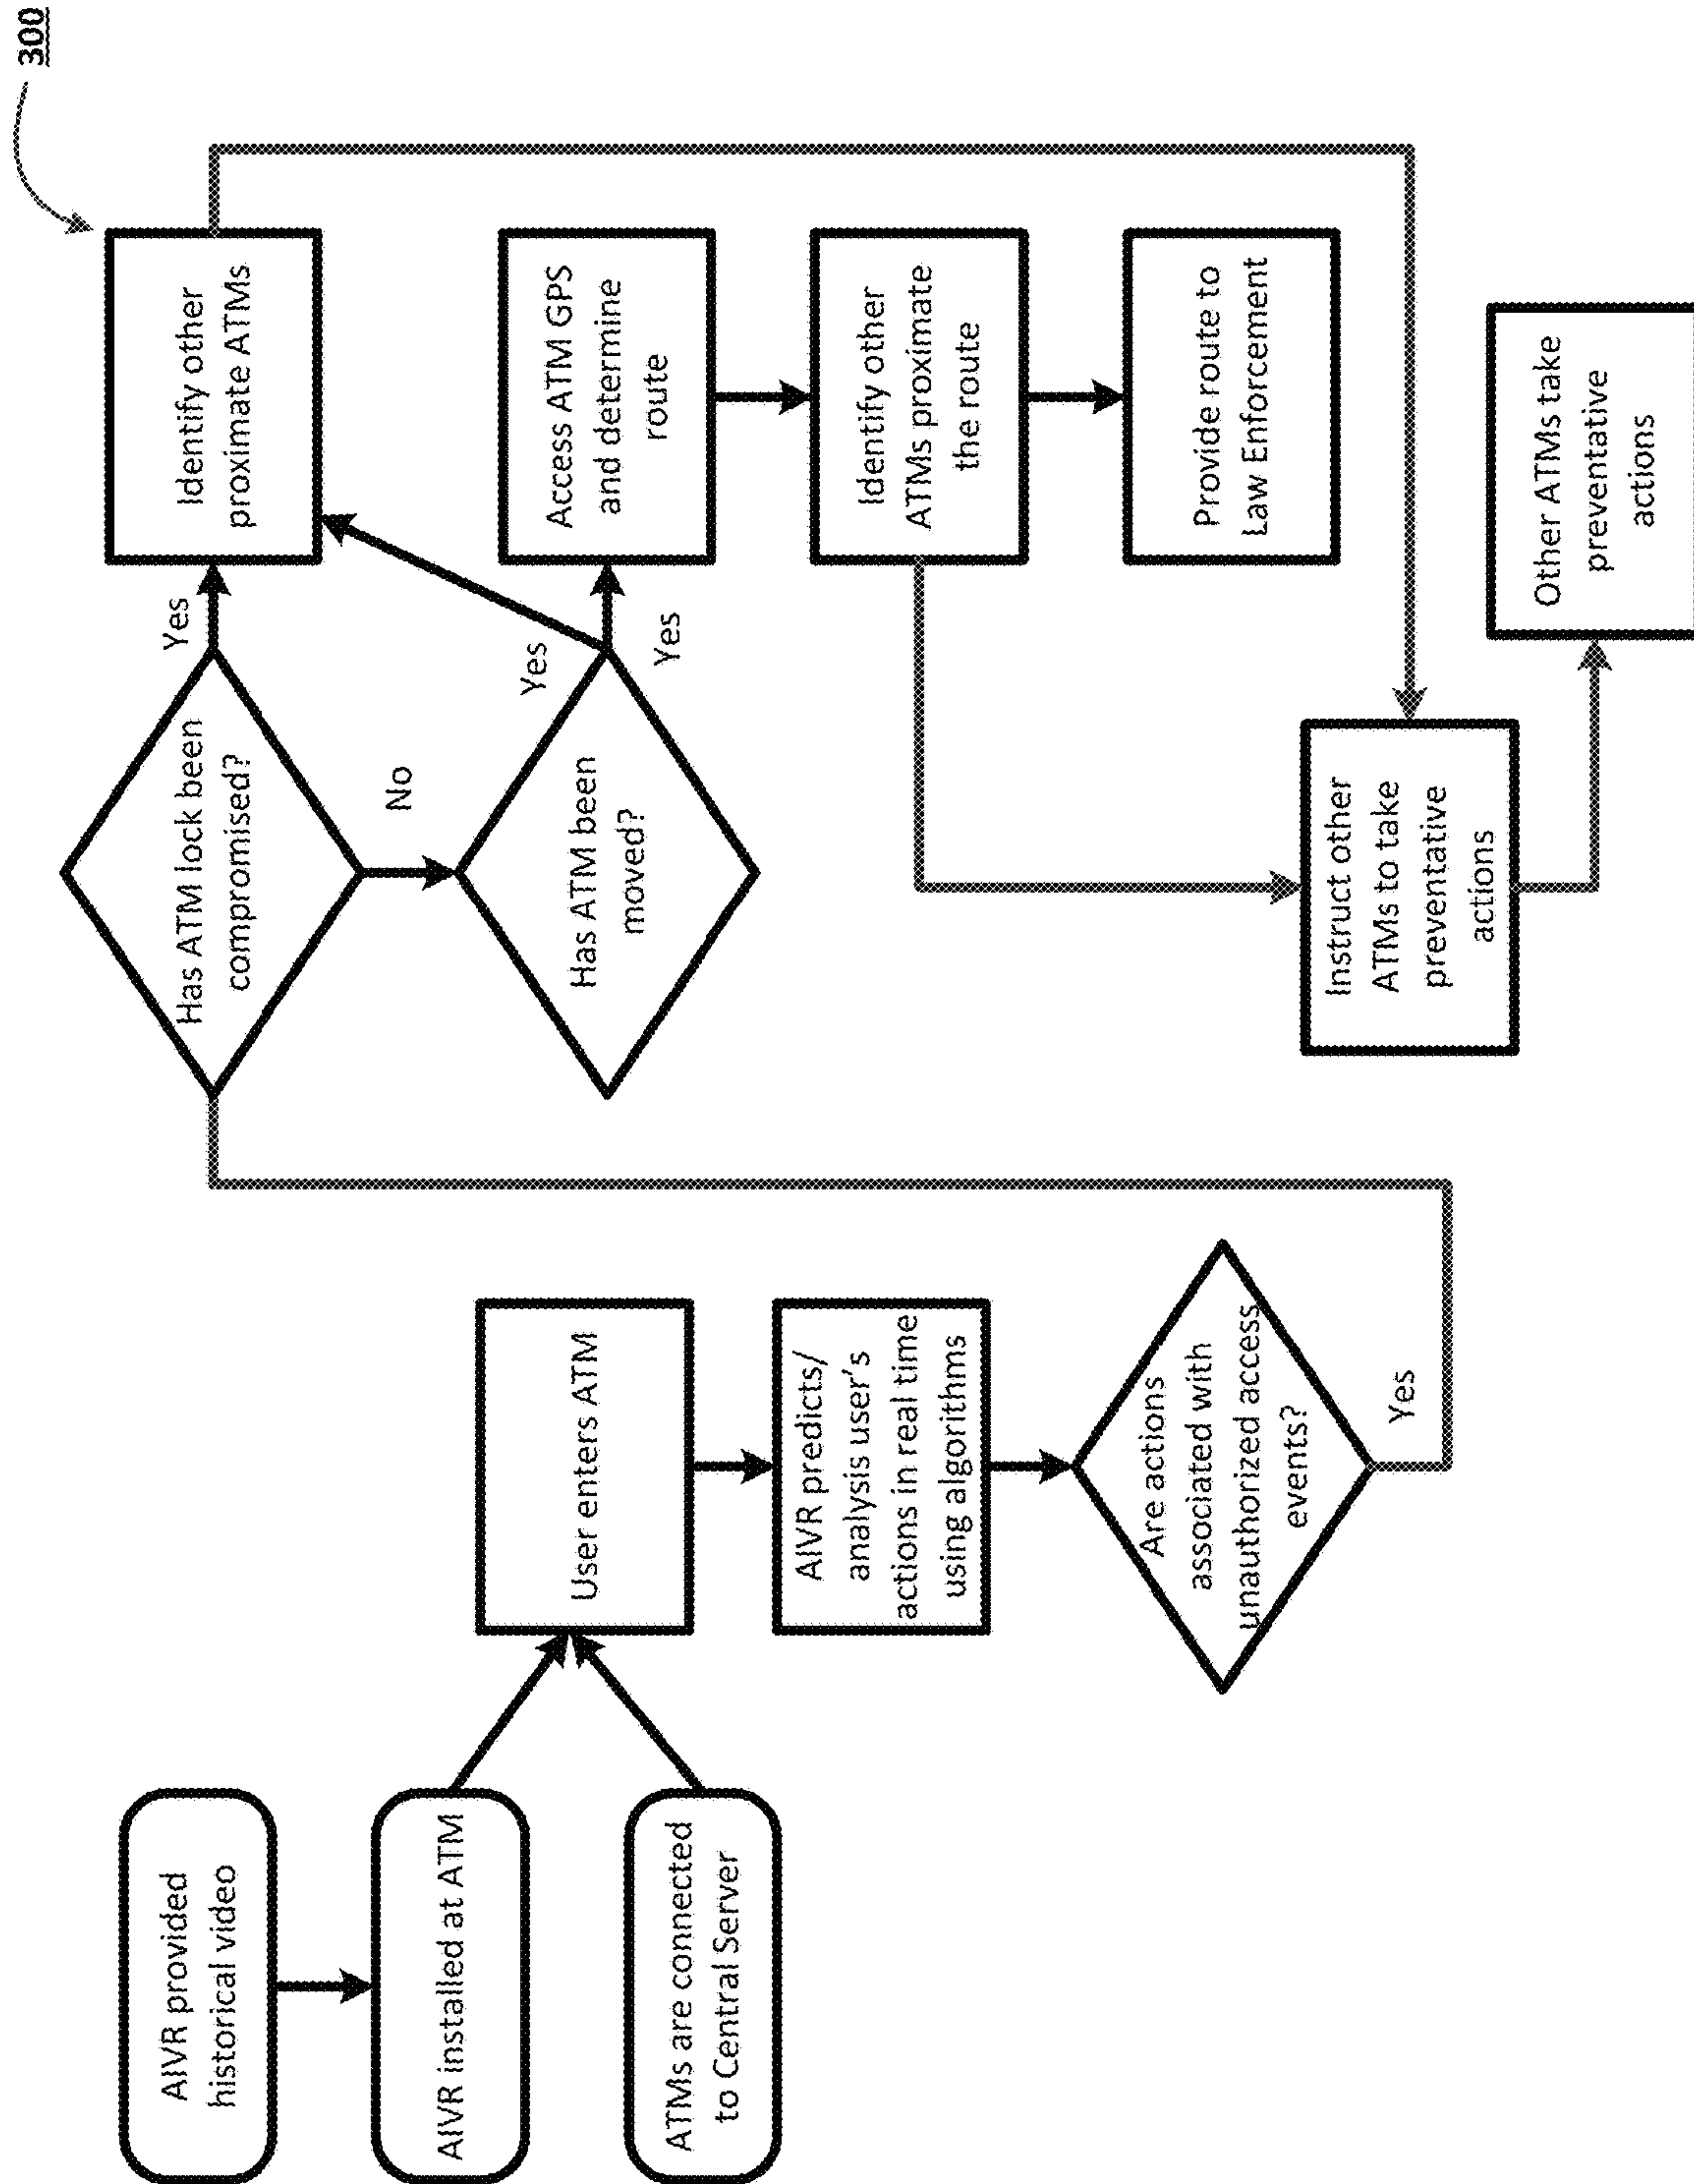 300
AIVR provided
historical video
AIVR installed at ATM
ATMs are connected
to Central Server
User enters ATM
AIVR predicts/
analysis user's
actions in real time
using algorithms
Are actions
associated with
unauthorized access
events?
Yes
Has ATM lock been
compromised?
Yes
No
Has ATM been
moved?
Yes
Yes
Identify other
proximate ATMs
Access ATM GPS
and determine
route
Identify other
ATMs proximate
the route
Provide route to
Law Enforcement
Instruct other
ATMs to take
preventative
actions
Other ATMs take
preventative
actions